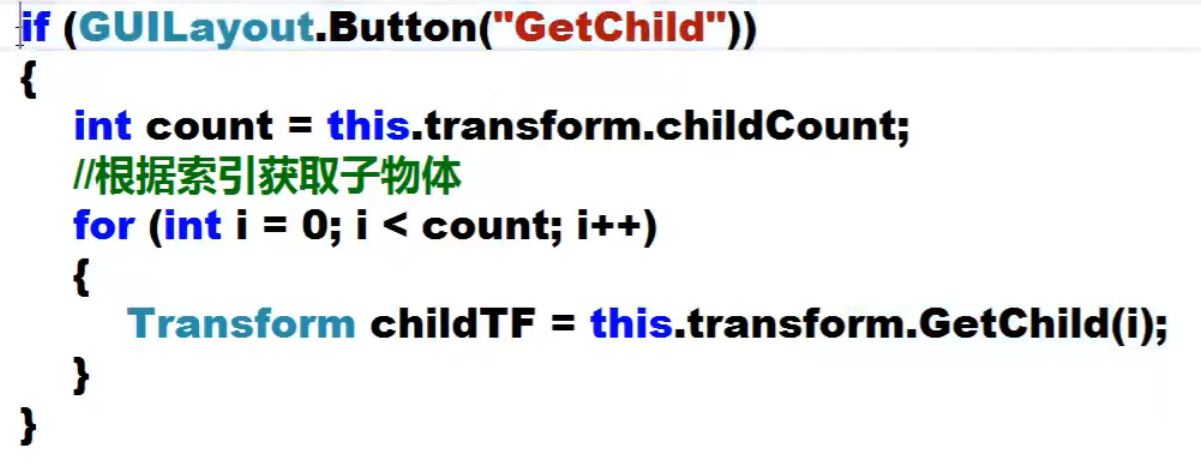 if (GUILayout.Button("GetChild"))
{
int count = this.transform.childCount;
//根据索引获取子物体
for (int i = 0; i < count; i++)
{
Transform childTF = this.transform.GetChild(i);
}
}